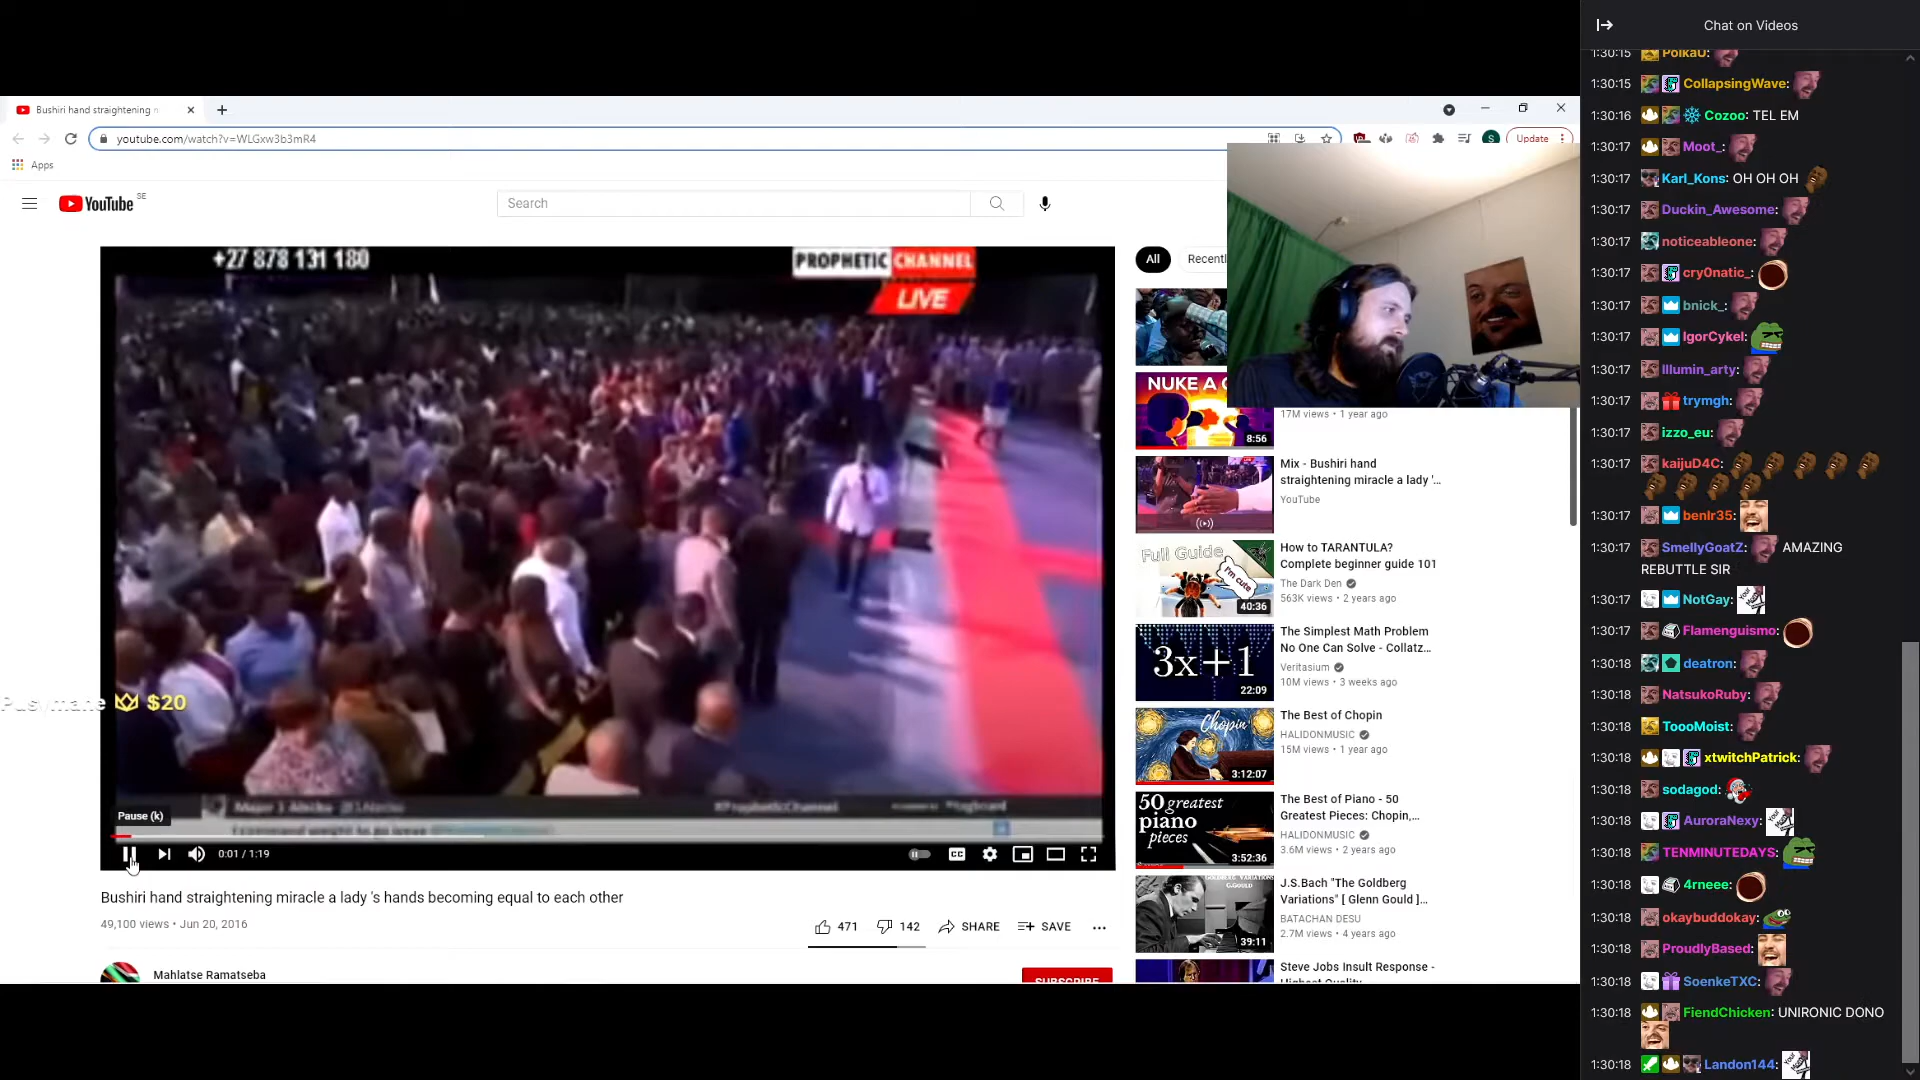 Bushiri hand straightening n
youtube.com/watch?v=WLGxw3b3mR4
Update
Apps
YouTube SE
Search
+27 878 131 180
PROPHETIC CHANNEL
LIVE
$20
Pause (k)
0:01 / 1:19
CC
Bushiri hand straightening miracle a lady 's hands becoming equal to each other
49,100 views • Jun 20, 2016
471
142
SHARE
SAVE
Mahlatse Ramatseba
SUBSCRIBE
All
Recentl
NUKE A
17M views • 1 year ago
8:56
Mix - Bushiri hand
straightening miracle a lady '...
YouTube
Full Guide
I'm cute
40:36
How to TARANTULA?
Complete beginner guide 101
The Dark Den
563K views • 2 years ago
3x+1
22:09
The Simplest Math Problem
No One Can Solve - Collatz...
Veritasium
10M views • 3 weeks ago
Chopin
3:12:07
The Best of Chopin
HALIDONMUSIC
15M views • 1 year ago
50 greatest
piano
pieces
3:52:36
The Best of Piano - 50
Greatest Pieces: Chopin,...
HALIDONMUSIC
3.6M views • 2 years ago
39:11
J.S.Bach "The Goldberg
Variations" [ Glenn Gould ]...
BATACHAN DESU
2.7M views • 4 years ago
Steve Jobs Insult Response -
Chat on Videos
1:30:15 PolkaU:
1:30:15 CollapsingWave:
1:30:16 Cozoo: TEL EM
1:30:17 Moot_:
1:30:17 Karl_Kons: OH OH OH
1:30:17 Duckin_Awesome:
1:30:17 noticeableone:
1:30:17 cry0natic_:
1:30:17 bnick_:
1:30:17 IgorCykel:
1:30:17 Illumin_arty:
1:30:17 trymgh:
1:30:17 izzo_eu:
1:30:17 kaijuD4C:
1:30:17 benlr35:
1:30:17 SmellyGoatZ: AMAZING
REBUTTLE SIR
1:30:17 NotGay:
1:30:17 Flamenguismo:
1:30:18 deatron:
1:30:18 NatsukoRuby:
1:30:18 ToooMoist:
1:30:18 xtwitchPatrick:
1:30:18 sodagod:
1:30:18 AuroraNexy:
1:30:18 TENMINUTEDAYS:
1:30:18 4rneee:
1:30:18 okaybuddokay:
1:30:18 ProudlyBased:
1:30:18 SoenkeTXC:
1:30:18 FiendChicken: UNIRONIC DONO
1:30:18 Landon144: